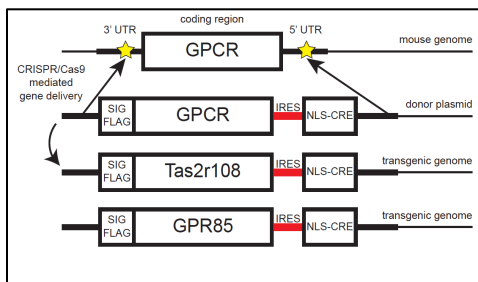 coding region
3' UTR
5' UTR
GPCR
mouse genome
CRISPR/Cas9
mediated
gene delivery
SIG
FLAG
GPCR
IRES
NLS-CRE
donor plasmid
SIG
FLAG
Tas2r108
IRES
NLS-CRE
transgenic genome
SIG
FLAG
GPR85
IRES
NLS-CRE
transgenic genome